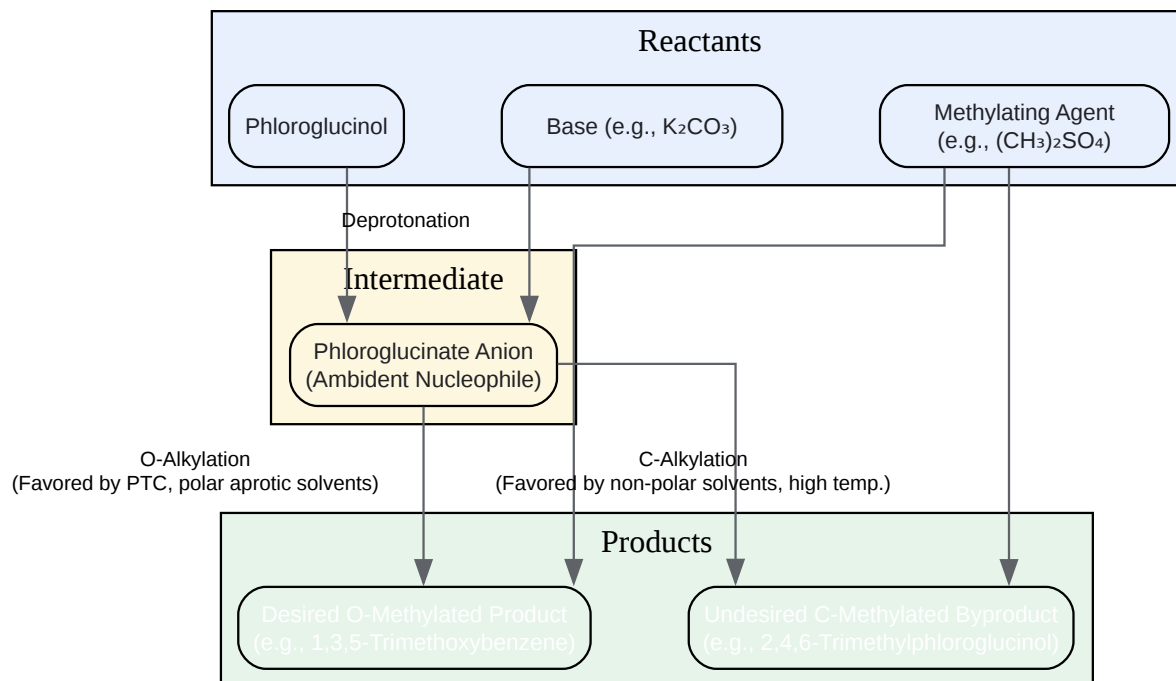 Reactants
Phloroglucinol
Base (e.g., K₂CO₃)
Methylating Agent
(e.g., (CH₃)₂SO₄)
Deprotonation
Intermediate
Phloroglucinate Anion
(Ambident Nucleophile)
O-Alkylation
(Favored by PTC, polar aprotic solvents)
C-Alkylation
(Favored by non-polar solvents, high temp.)
Products
Desired O-Methylated Product
(e.g., 1,3,5-Trimethoxybenzene)
Undesired C-Methylated Byproduct
(e.g., 2,4,6-Trimethylphloroglucinol)